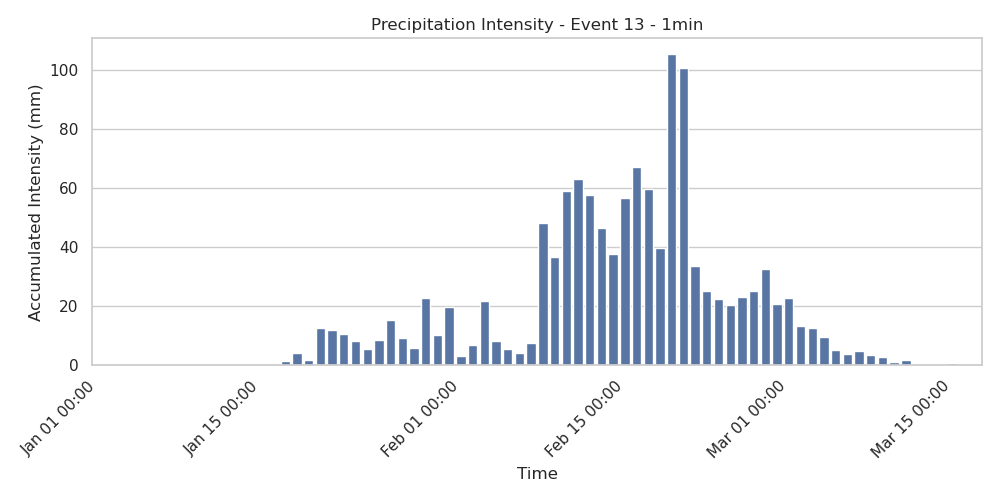 Precipitation Intensity - Event 13 - 1min
Accumulated Intensity (mm)
100
80
60
40
20
0
Jan 01 00:00
Jan 15 00:00
Feb 01 00:00
Feb 15 00:00
Mar 01 00:00
Mar 15 00:00
Time